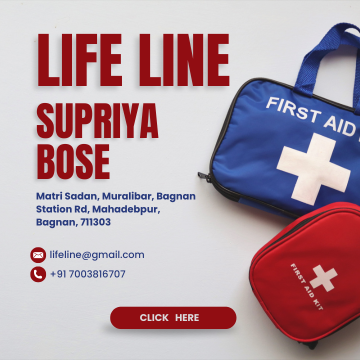 LIFE LINE
SUPRIYA
BOSE
Matri Sadan, Muralibar, Bagnan
Station Rd, Mahadebpur,
Bagnan, 711303
lifeline@gmail.com
+91 7003816707
CLICK HERE
FIRST AID
FIRST AID KIT